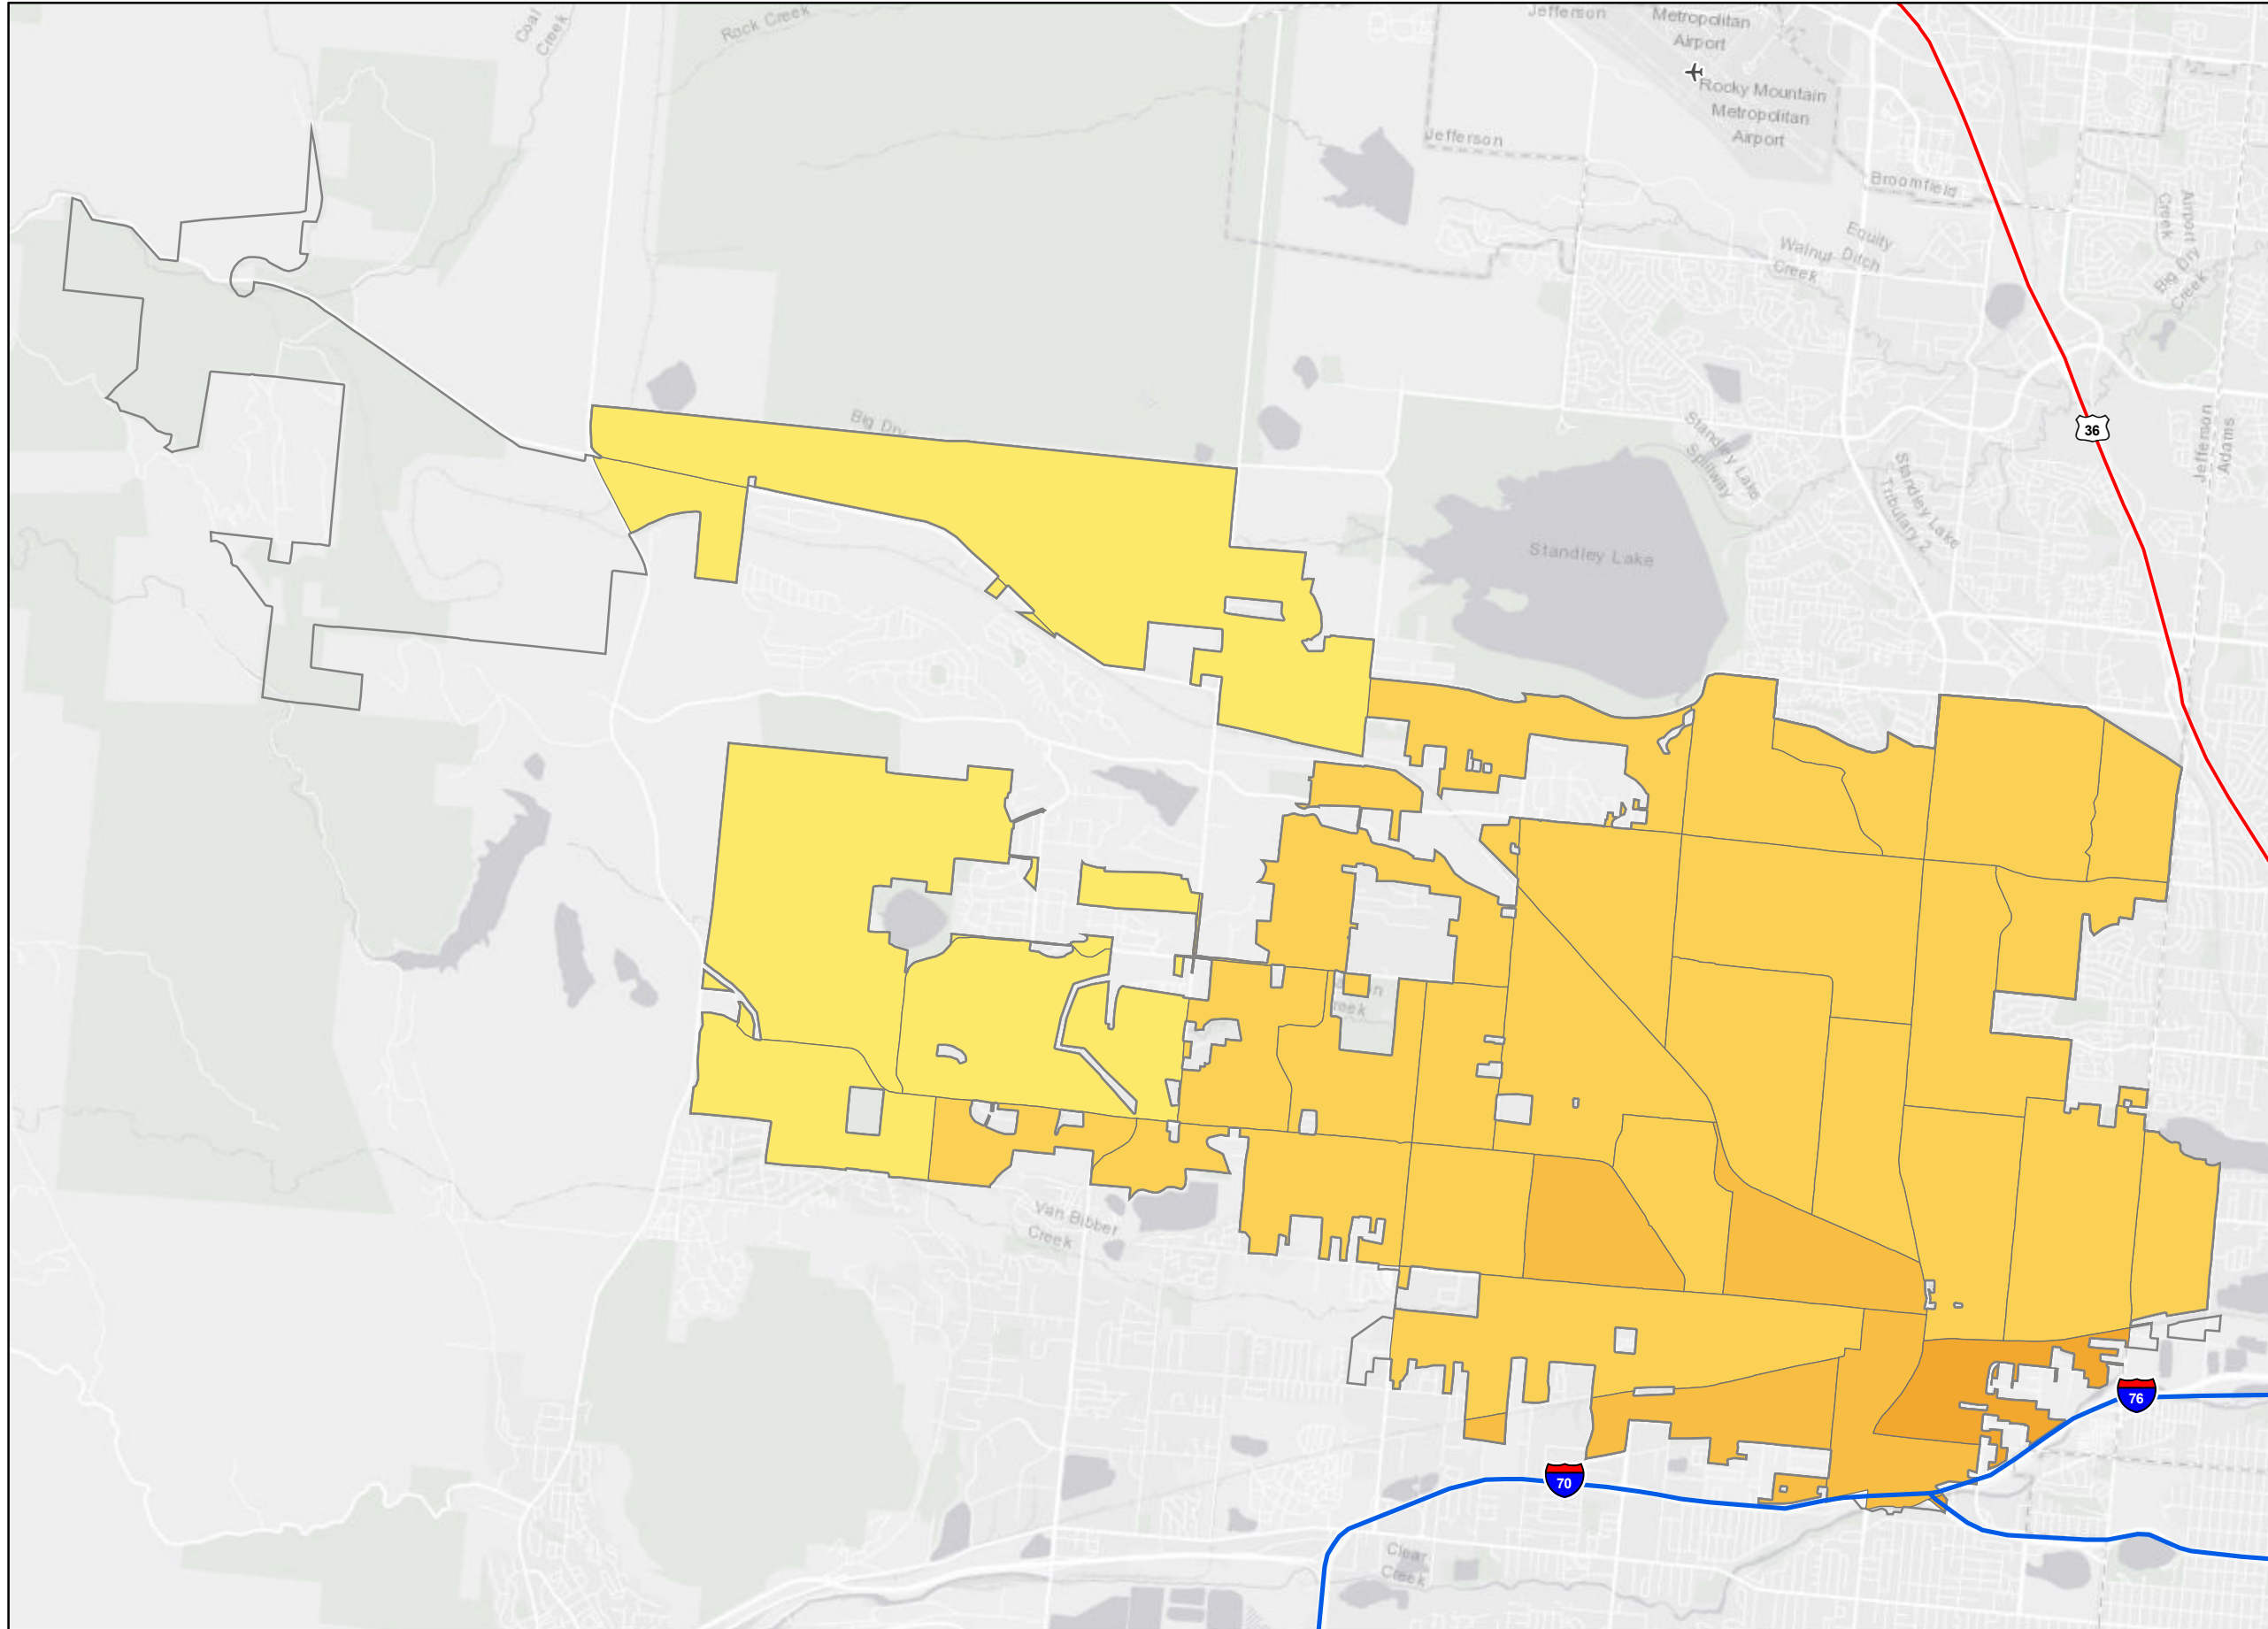 Coal
Creek
Rock Creek
Jefferson
Metropolitan
Airport
Rocky Mountain
Metropolitan
Airport
Jefferson
Broomfield
Airport
Creek
Big Dry
Creek
Equity
Ditch
Walnut
Creek
Big Dry
36
Jefferson
Adams
Standley Lake
Spillway
Standley Lake
Tributary 2
Standley Lake
reek
Van Bibber
Creek
76
70
Clear
Creek